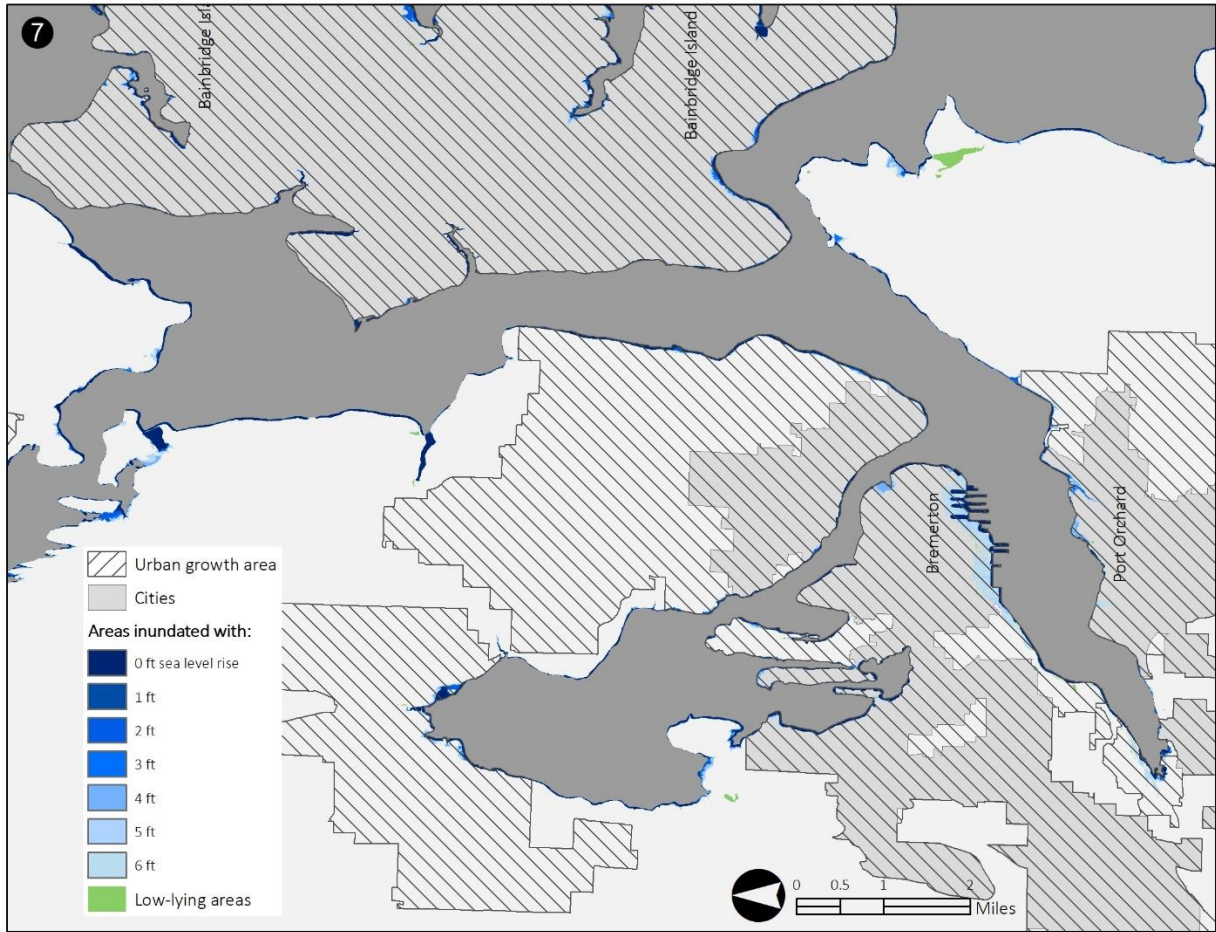 7
Bainbridge Isl
Bainbridge Island
Bremerton
Port Orchard
Urban growth area
Cities
Areas inundated with:
0 ft sea level rise
1 ft
2 ft
3 ft
4 ft
5 ft
6 ft
Low-lying areas
0 0.5 1 2
Miles